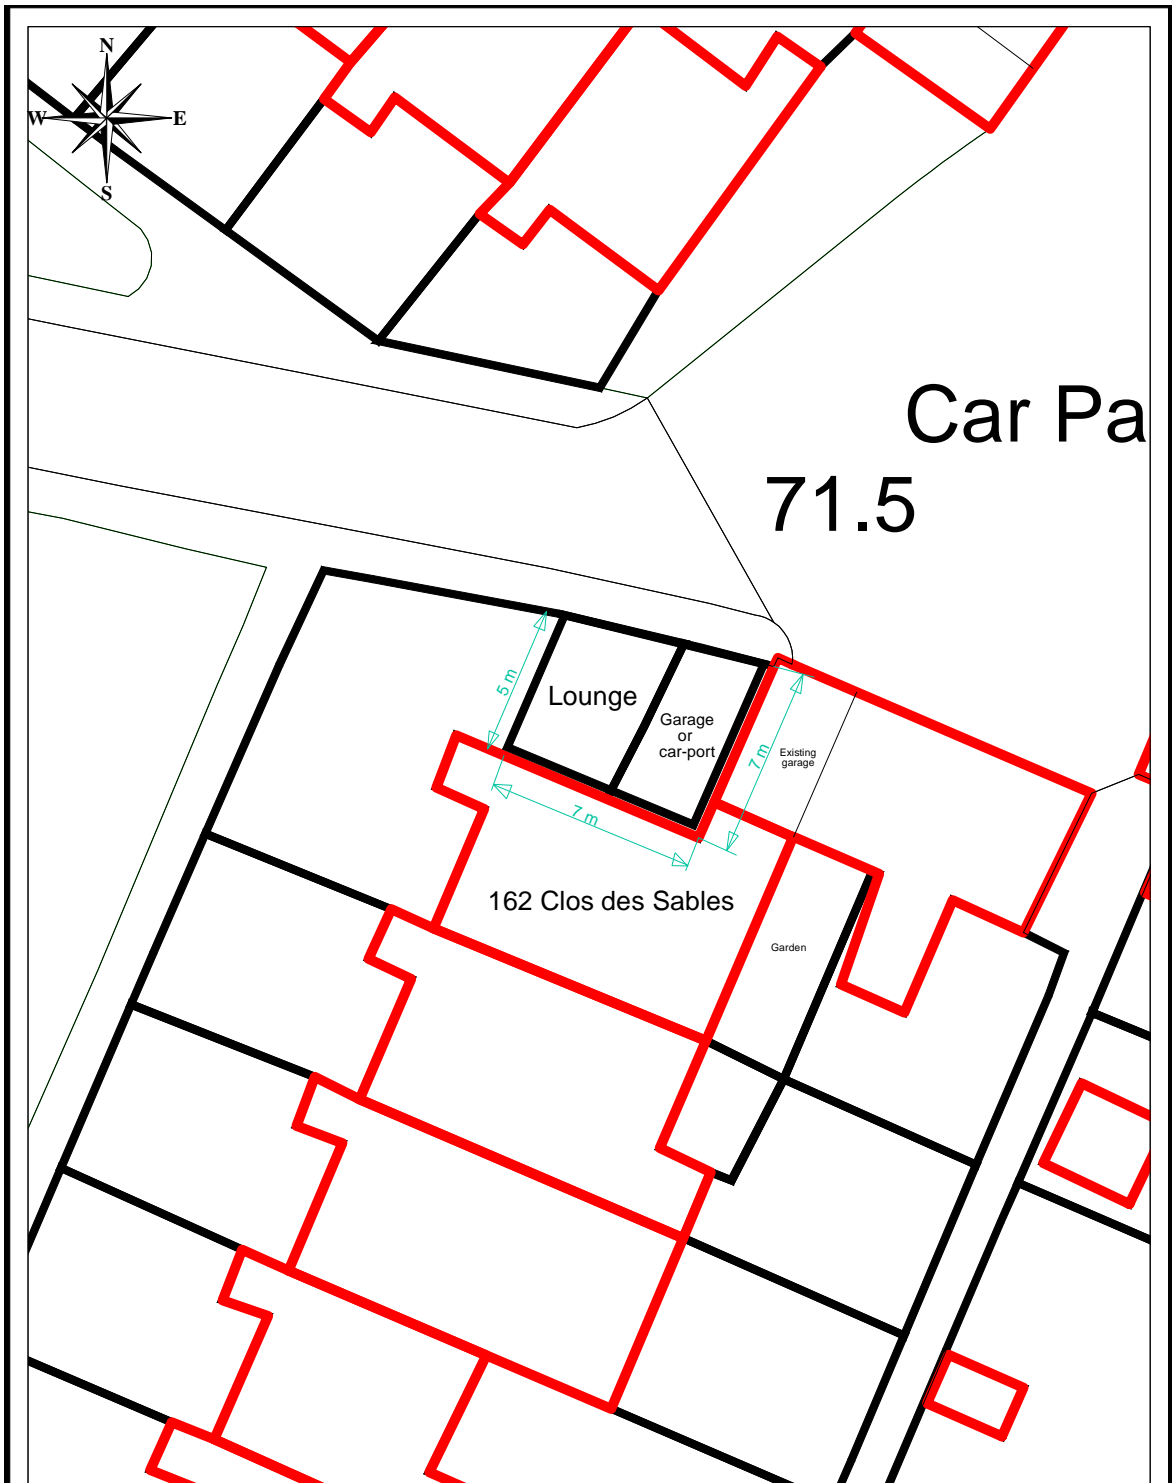 N
W
E
S
Car Pa
71.5
5 m
Lounge
Garage
or
car-port
7 m
Existing
garage
7 m
162 Clos des Sables
Garden